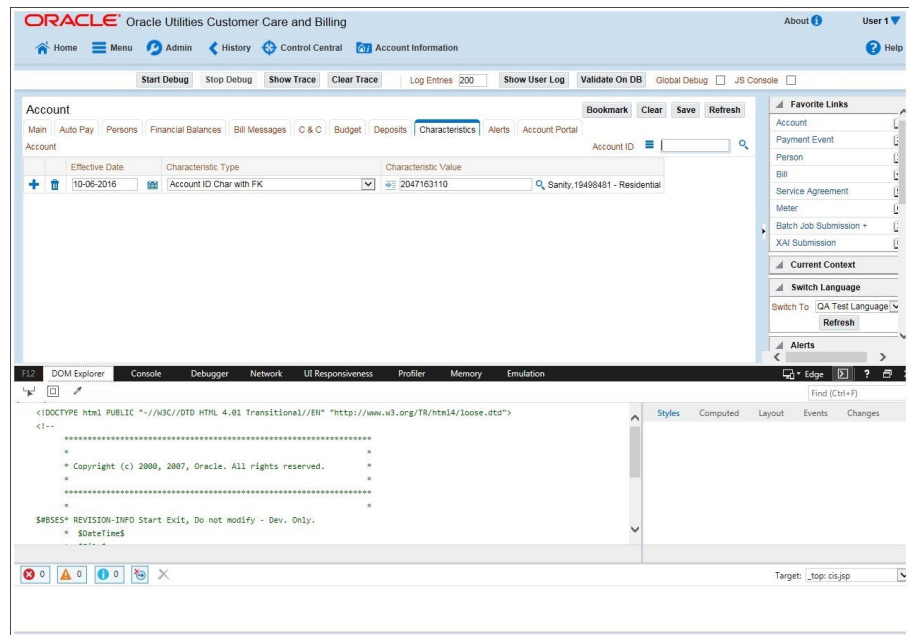 ORACLE® Oracle Utilities Customer Care and Billing
About
User 1
Home
Menu
Admin
History
Control Central
Account Information
Help
Start Debug
Stop Debug
Show Trace
Clear Trace
Log Entries 200
Show User Log
Validate On DB
Global Debug
JS Console
Account
Bookmark
Clear
Save
Refresh
Main
Auto Pay
Persons
Financial Balances
Bill Messages
C & C
Budget
Deposits
Characteristics
Alerts
Account Portal
Account
Account ID
Effective Date
Characteristic Type
Characteristic Value
10-06-2016
Account ID Char with FK
2047163110
Sanity,19498481 - Residential
Favorite Links
Account
Payment Event
Person
Bill
Service Agreement
Meter
Batch Job Submission +
XAI Submission
Current Context
Switch Language
Switch To QA Test Language
Refresh
Alerts
F12
DOM Explorer
Console
Debugger
Network
UI Responsiveness
Profiler
Memory
Emulation
Edge
?
Find (Ctrl+F)
<!DOCTYPE html PUBLIC "-//W3C//DTD HTML 4.01 Transitional//EN" "http://www.w3.org/TR/html4/loose.dtd">
<!--
* Copyright (c) 2000, 2007, Oracle. All rights reserved. *
$#BSES* REVISION-INFO Start Exit, Do not modify - Dev. Only.
* $DateTime$
Styles
Computed
Layout
Events
Changes
0
0
0
Target: _top: cis.jsp